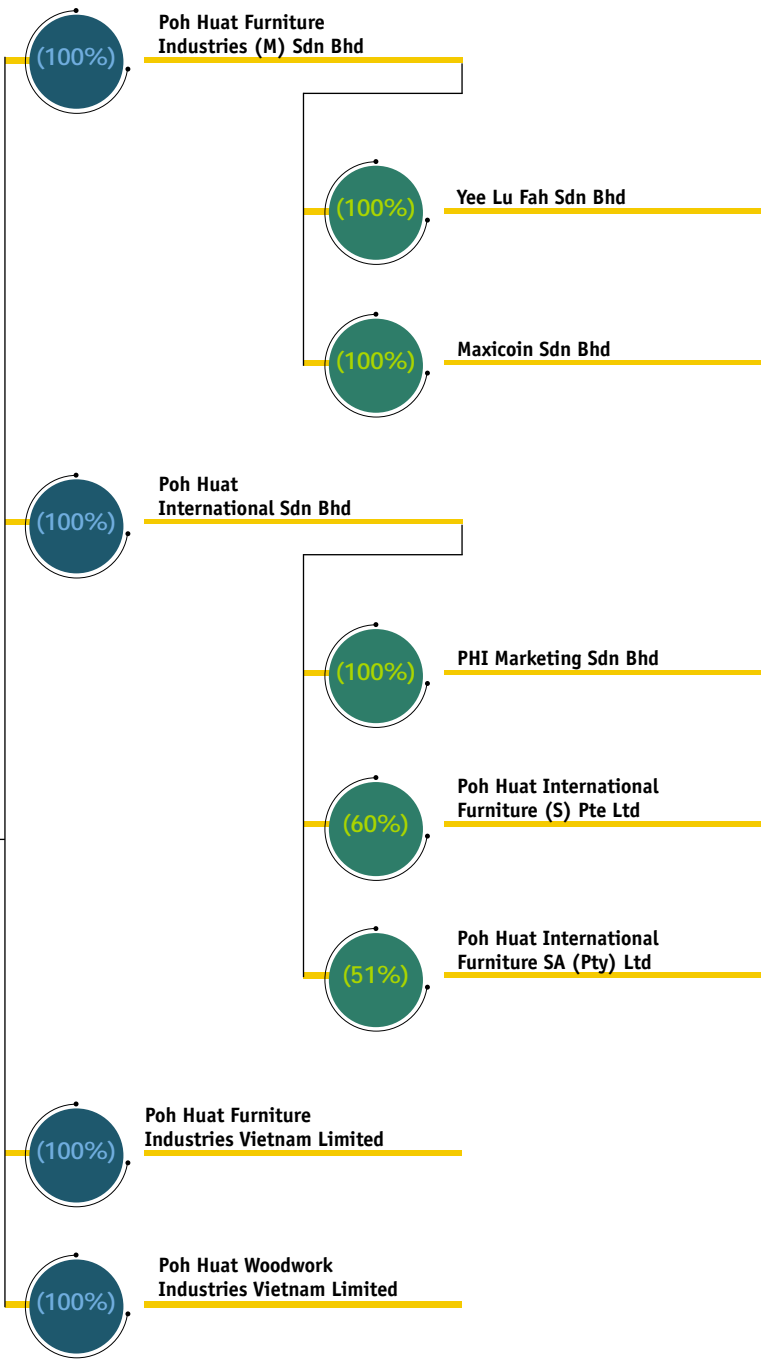 Poh Huat Furniture
Industries (M) Sdn Bhd
(100%)
Yee Lu Fah Sdn Bhd
(100%)
Maxicoin Sdn Bhd
(100%)
Poh Huat
International Sdn Bhd
(100%)
PHI Marketing Sdn Bhd
(100%)
Poh Huat International
Furniture (S) Pte Ltd
(60%)
Poh Huat International
Furniture SA (Pty) Ltd
(51%)
Poh Huat Furniture
Industries Vietnam Limited
(100%)
Poh Huat Woodwork
Industries Vietnam Limited
(100%)